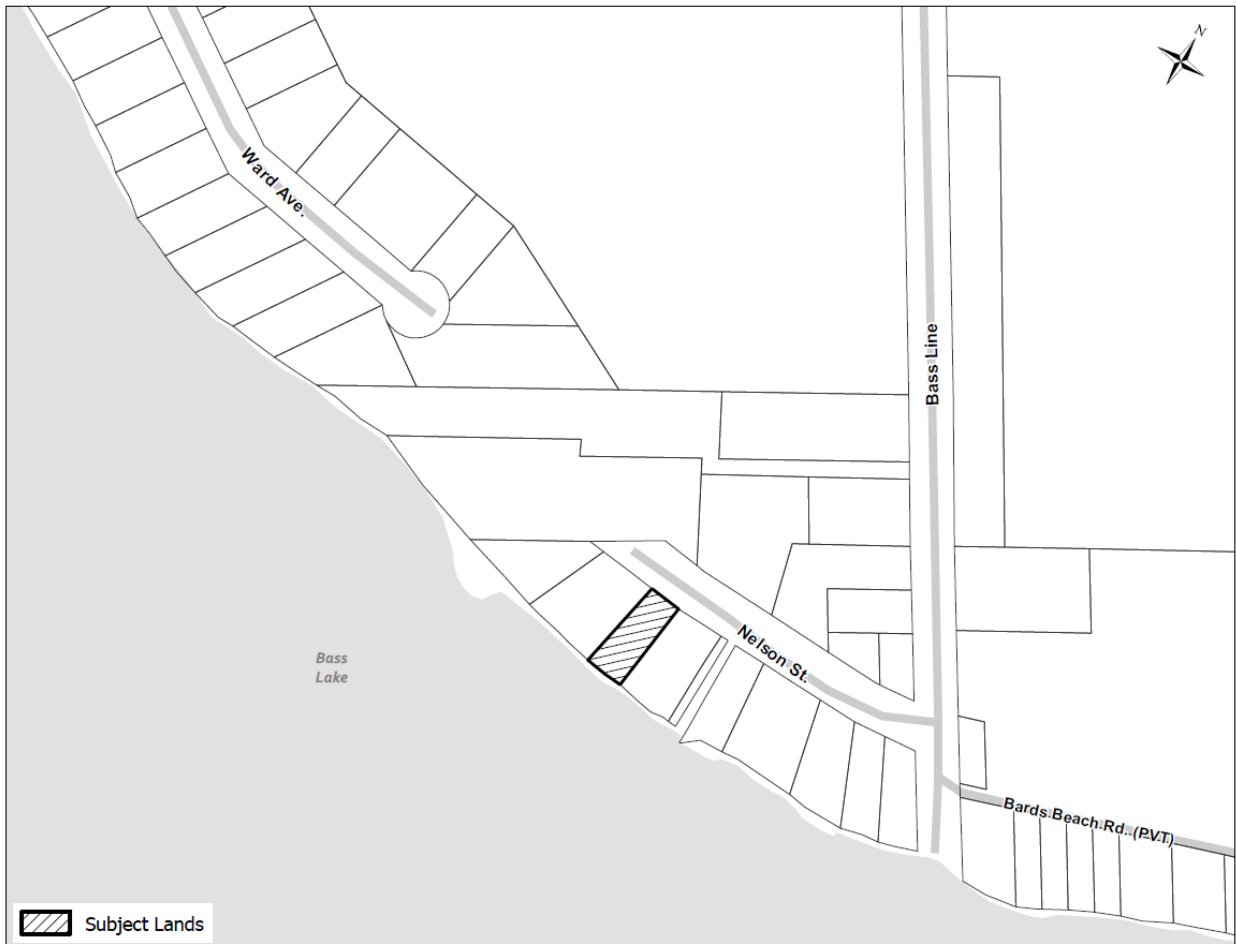 N
Ward Ave.
Bass Line
Nelson St.
Bass
Lake
Bards Beach Rd. (PVT)
Subject Lands